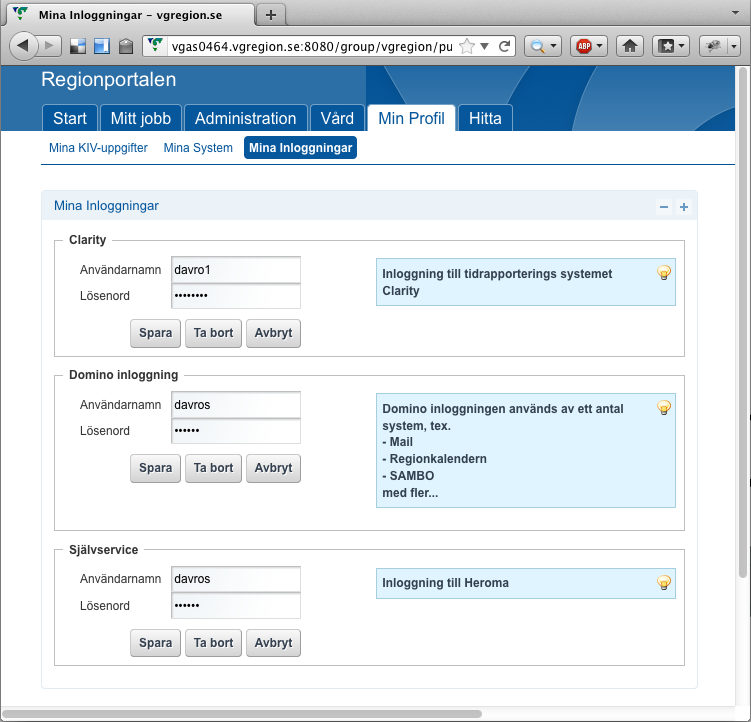 Mina Inloggningar – vgregion.se
vgas0464.vgregion.se:8080/group/vgregion/pu
ABP
Regionportalen
Start Mitt jobb Administration Vård Min Profil Hitta
Mina KIV-uppgifter Mina System Mina Inloggningar
Mina Inloggningar
Clarity
Användarnamn davro1
Lösenord ••••••••
Spara Ta bort Avbryt
Inloggning till tidrapporterings systemet
Clarity
Domino inloggning
Användarnamn davros
Lösenord ••••••
Spara Ta bort Avbryt
Domino inloggningen används av ett antal
system, tex.
- Mail
- Regionkalendern
- SAMBO
med fler...
Självservice
Användarnamn davros
Lösenord ••••••
Spara Ta bort Avbryt
Inloggning till Heroma